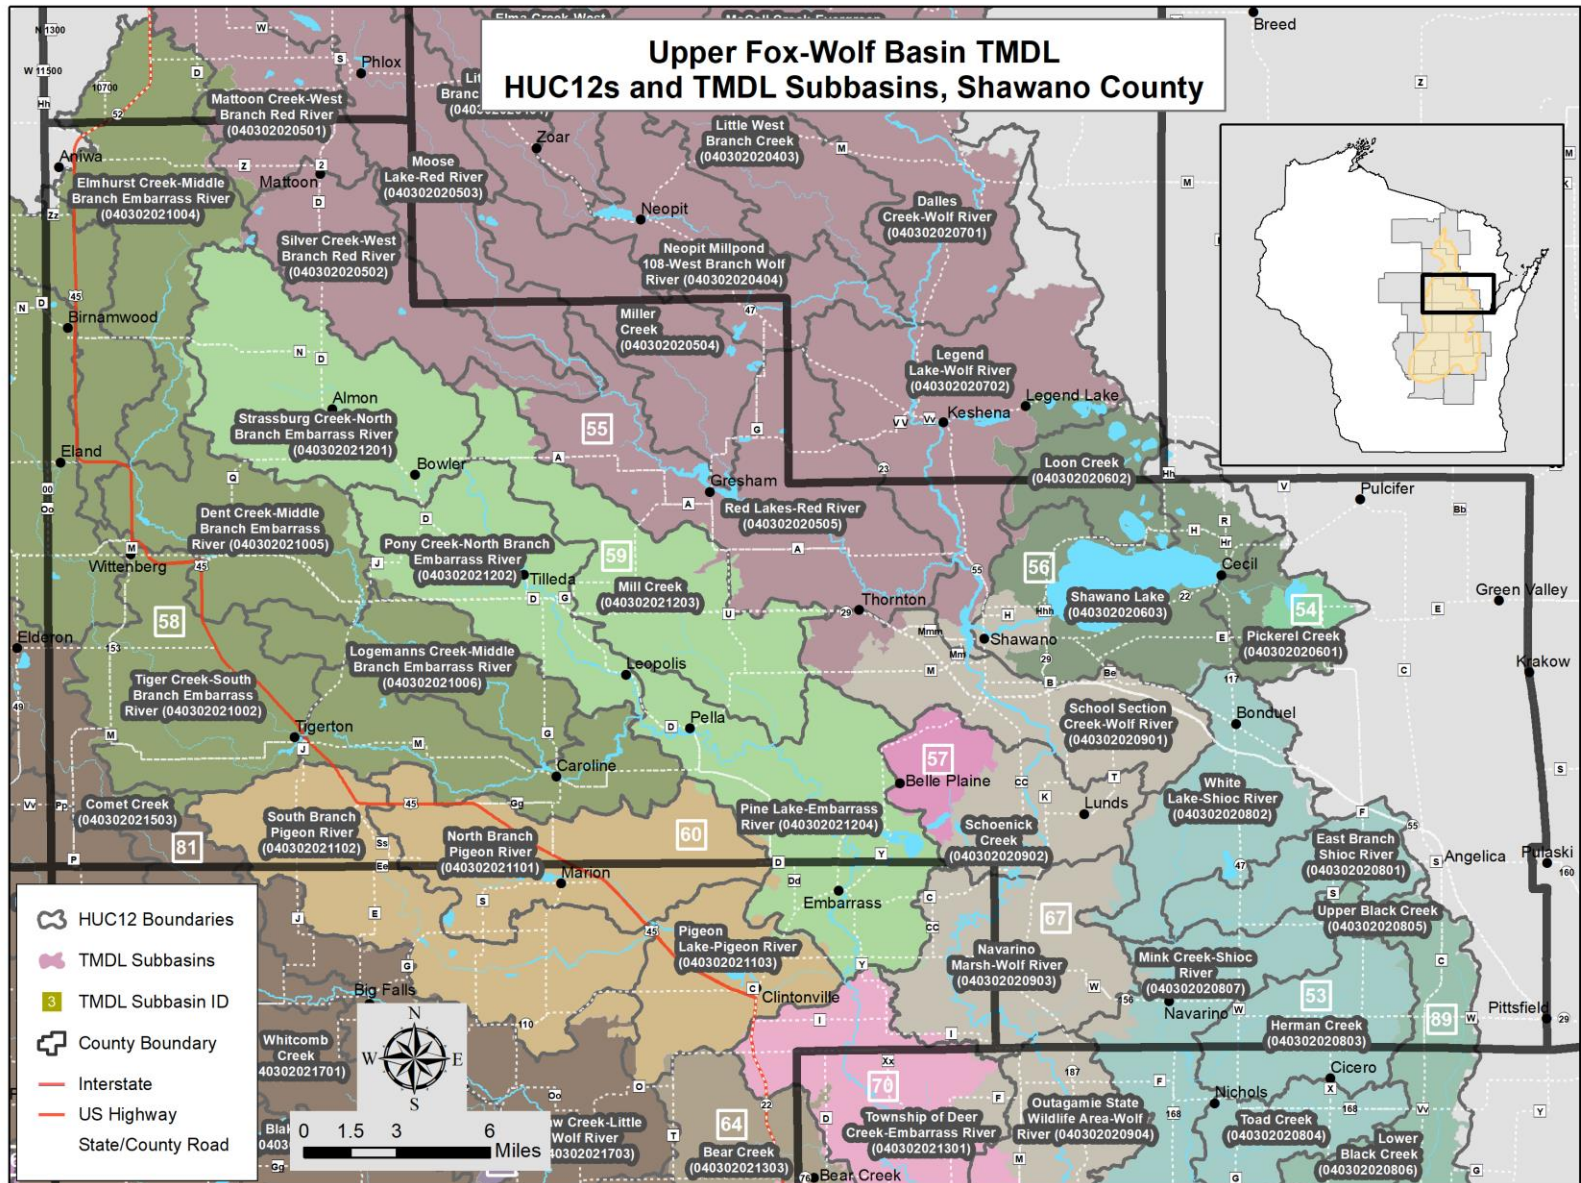 Upper Fox-Wolf Basin TMDL
HUC12s and TMDL Subbasins, Shawano County
N 1300
W 11500
10700
Breed
Phlox
Mattoon Creek-West
Branch Red River
(040302020501)
Zoar
Little West
Branch Creek
(040302020403)
Aniwa
Elmhurst Creek-Middle
Branch Embarrass River
(040302021004)
Mattoon
Moose
Lake-Red River
(040302020503)
Neopit
Dalles
Creek-Wolf River
(040302020701)
Silver Creek-West
Branch Red River
(040302020502)
Neopit Millpond
108-West Branch Wolf
River (040302020404)
Birnamwood
Miller
Creek
(040302020504)
Legend
Lake-Wolf River
(040302020702)
Legend Lake
Keshena
Almon
Strassburg Creek-North
Branch Embarrass River
(040302021201)
55
Eland
Bowler
Gresham
Loon Creek
(040302020602)
Pulcifer
Dent Creek-Middle
Branch Embarrass
River (040302021005)
Red Lakes-Red River
(040302020505)
Pony Creek-North Branch
Embarrass River
(040302021202)
59
Wittenberg
Tilleda
Mill Creek
(040302021203)
56
Cecil
Shawano Lake
(040302020603)
54
Green Valley
Thornton
Shawano
Pickerel Creek
(040302020601)
58
Elderon
Logemanns Creek-Middle
Branch Embarrass River
(040302021006)
Leopolis
Krakow
Tiger Creek-South
Branch Embarrass
River (040302021002)
Tigerton
Pella
School Section
Creek-Wolf River
(040302020901)
Bonduel
57
Belle Plaine
Caroline
White
Lake-Shioc River
(040302020802)
Lunds
Comet Creek
(040302021503)
81
South Branch
Pigeon River
(040302021102)
North Branch
Pigeon River
(040302021101)
60
Pine Lake-Embarrass
River (040302021204)
Schoenick
Creek
(040302020902)
East Branch
Shioc River
(040302020801)
Angelica
Pulaski
Marion
Embarrass
67
Upper Black Creek
(040302020805)
Pigeon
Lake-Pigeon River
(040302021103)
Navarino
Marsh-Wolf River
(040302020903)
Mink Creek-Shioc
River
(040302020807)
Big Falls
Clintonville
Navarino
53
89
Pittsfield
Herman Creek
(040302020803)
Whitcomb
Creek
70
Cicero
Nichols
Township of Deer
Creek-Embarrass River
(040302021301)
Outagamie State
Wildlife Area-Wolf
River (040302020904)
Toad Creek
(040302020804)
64
Bear Creek
(040302021303)
Lower
Black Creek
(040302020806)
Bear Creek
HUC12 Boundaries
TMDL Subbasins
3 TMDL Subbasin ID
County Boundary
Interstate
US Highway
State/County Road
N
W E
S
0 1.5 3 6
Miles